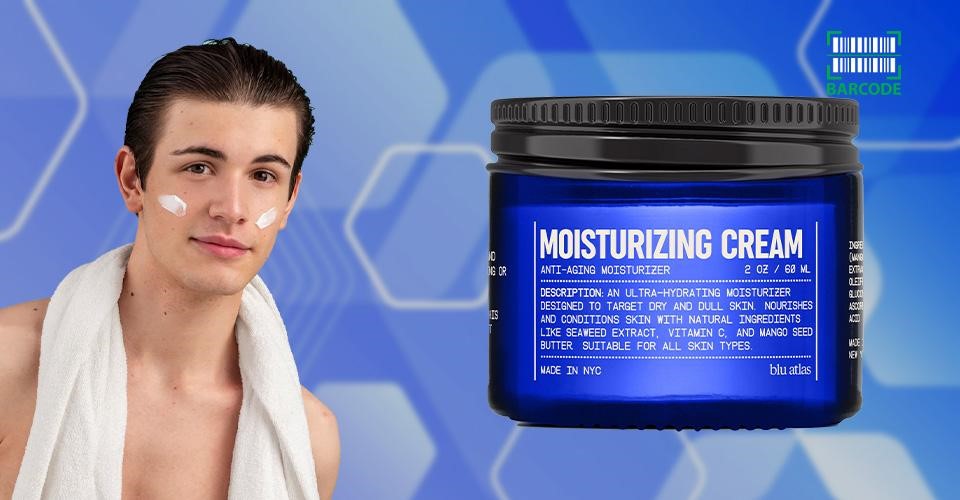 BARCODE
MOISTURIZING CREAM
ANTI-AGING MOISTURIZER 2 OZ / 60 ML
DESCRIPTION: AN ULTRA-HYDRATING MOISTURIZER
DESIGNED TO TARGET DRY AND DULL SKIN. NOURISHES
AND CONDITIONS SKIN WITH NATURAL INGREDIENTS
LIKE SEAWEED EXTRACT, VITAMIN C, AND MANGO SEED
BUTTER. SUITABLE FOR ALL SKIN TYPES.
MADE IN NYC blu atlas